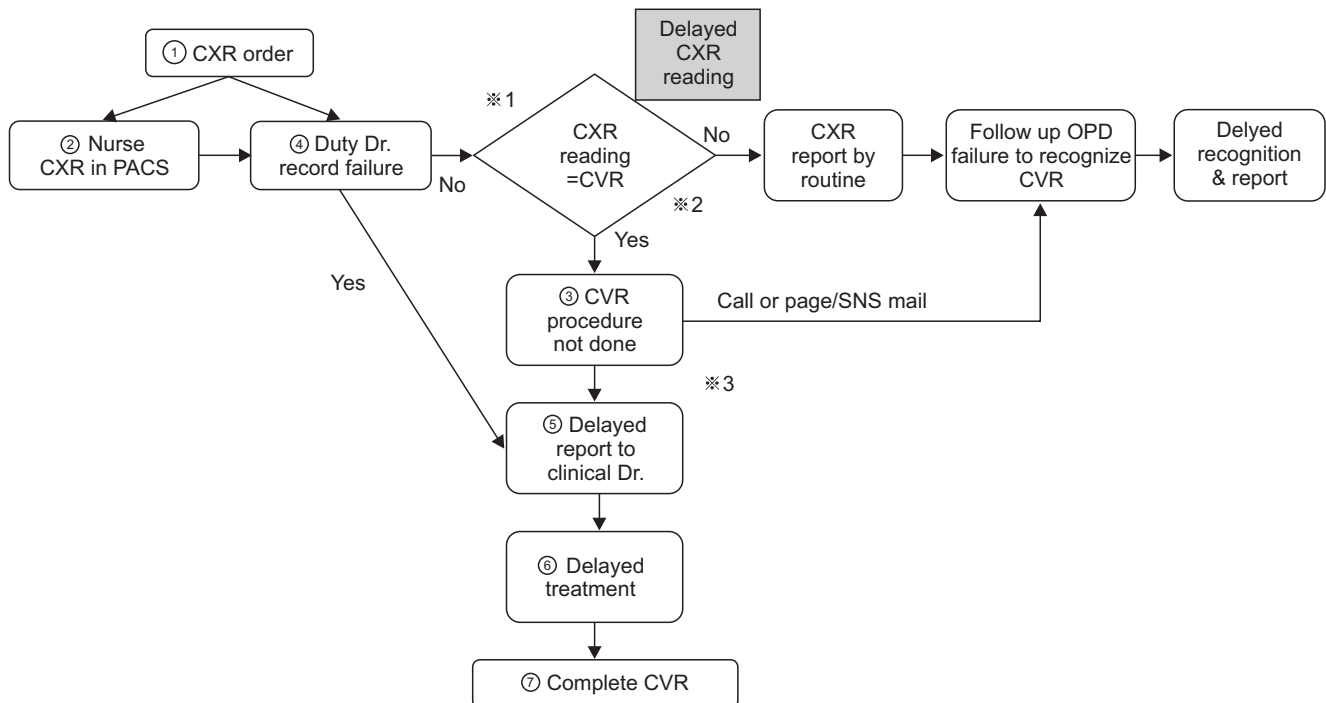 ① CXR order
② Nurse
CXR in PACS
④ Duty Dr.
record failure
No
Yes
※1
Delayed
CXR
reading
CXR
reading
=CVR
No
※2
Yes
CXR
report by
routine
Follow up OPD
failure to recognize
CVR
Delyed
recognition
& report
③ CVR
procedure
not done
Call or page/SNS mail
※3
⑤ Delayed
report to
clinical Dr.
⑥ Delayed
treatment
⑦ Complete CVR